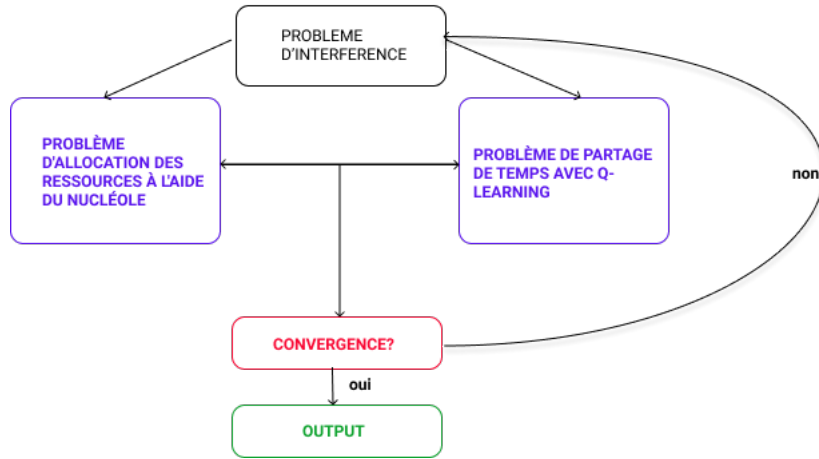 PROBLEME
D'INTERFERENCE
PROBLÈME
D'ALLOCATION DES
RESSOURCES À L'AIDE
DU NUCLÉOLE
PROBLÈME DE PARTAGE
DE TEMPS AVEC Q-
LEARNING
non
CONVERGENCE?
oui
OUTPUT